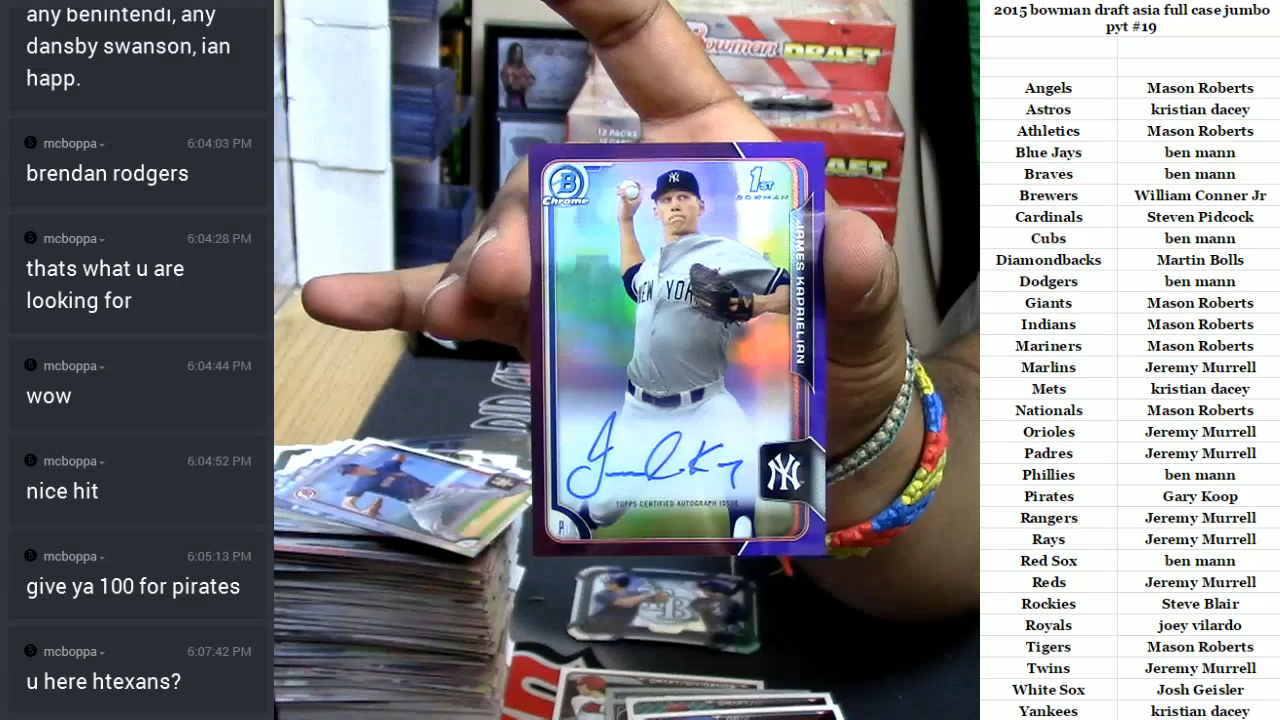 any benintendi, any
dansby swanson, ian
happ.
mcboppa 6:04:03 PM
brendan rodgers
mcboppa 6:04:28 PM
thats what u are
looking for
mcboppa 6:04:44 PM
wow
mcboppa 6:04:52 PM
nice hit
mcboppa 6:05:13 PM
give ya 100 for pirates
mcboppa 6:07:42 PM
u here htexans?
Bowman DRAFT
12 PACKS
B
Chrome
1ST
BOWMAN
JAMES KAPRIELIAN
NY
NEW YORK
TOPPS CERTIFIED AUTOGRAPH ISSUE
NY
P
2015 bowman draft asia full case jumbo
pyt #19
Angels Mason Roberts
Astros kristian dacey
Athletics Mason Roberts
Blue Jays ben mann
Braves ben mann
Brewers William Conner Jr
Cardinals Steven Pidcock
Cubs ben mann
Diamondbacks Martin Bolls
Dodgers ben mann
Giants Mason Roberts
Indians Mason Roberts
Mariners Mason Roberts
Marlins Jeremy Murrell
Mets kristian dacey
Nationals Mason Roberts
Orioles Jeremy Murrell
Padres Jeremy Murrell
Phillies ben mann
Pirates Gary Koop
Rangers Jeremy Murrell
Rays Jeremy Murrell
Red Sox ben mann
Reds Jeremy Murrell
Rockies Steve Blair
Royals joey vilardo
Tigers Mason Roberts
Twins Jeremy Murrell
White Sox Josh Geisler
Yankees kristian dacey